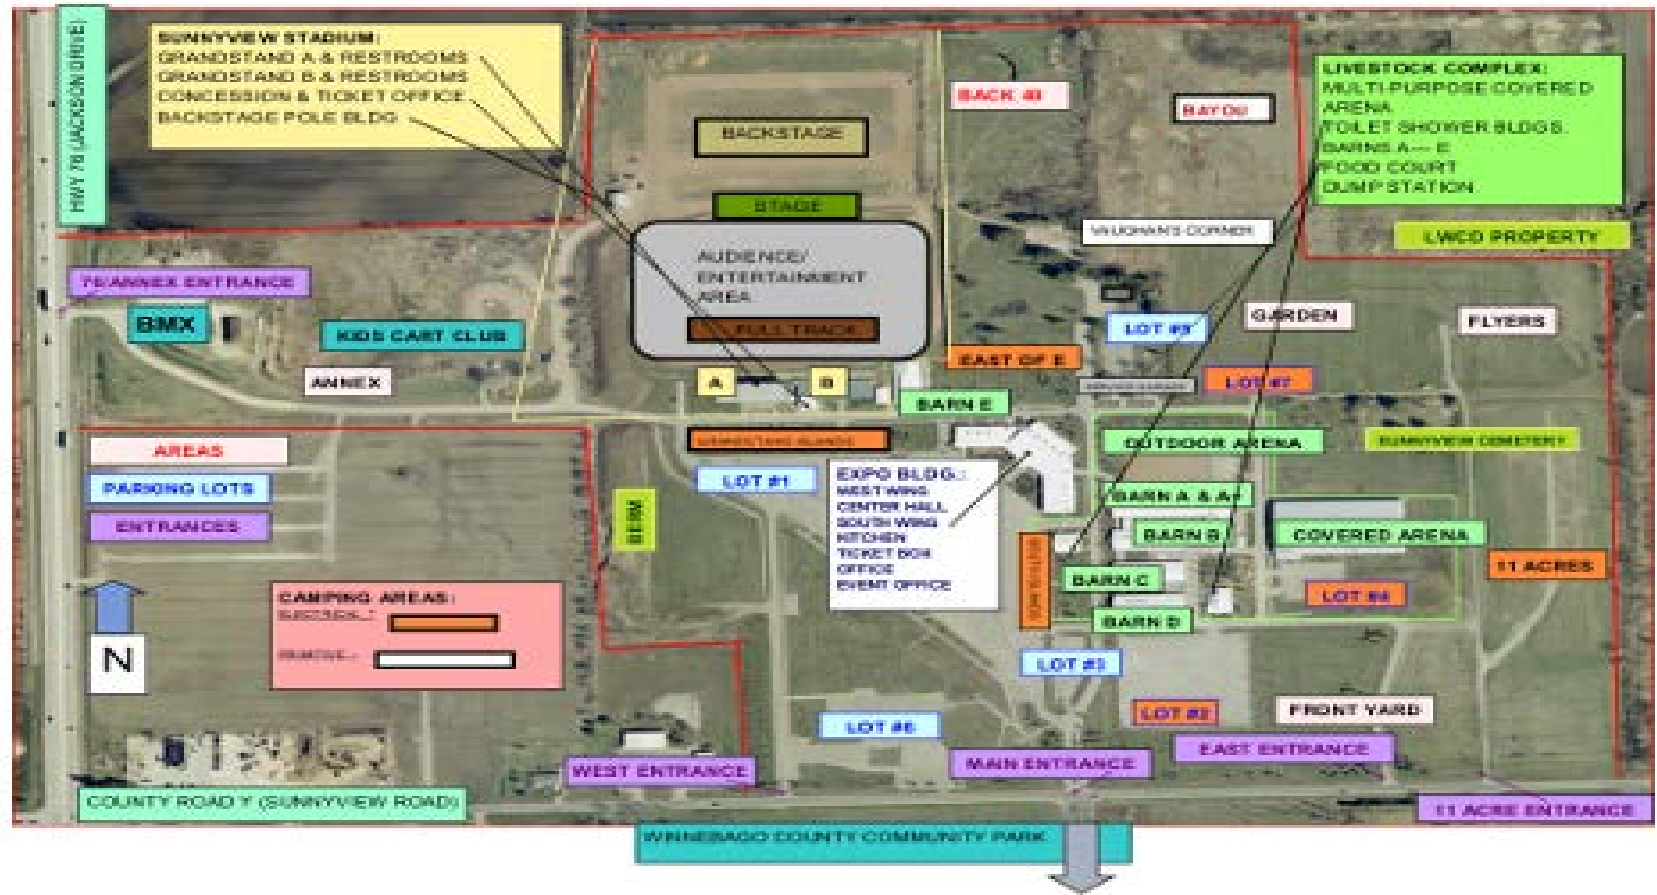 HWY 76 (JACKSON DRIVE)
SUNNYVIEW STADIUM:
GRANDSTAND A & RESTROOMS
GRANDSTAND B & RESTROOMS
CONCESSION & TICKET OFFICE
BACKSTAGE POLE BLDG
BACKSTAGE
STAGE
AUDIENCE/
ENTERTAINMENT
AREA
FULL TRACK
BACK 40
BAYOU
LIVESTOCK COMPLEX:
MULTI-PURPOSE COVERED
ARENA
TOILET SHOWER BLDGS.
BARNS A — E
FOOD COURT
DUMP STATION
VAUGHAN'S CORNER
LWCD PROPERTY
76/ANNEX ENTRANCE
BMX
KIDS CART CLUB
ANNEX
LOT #9
GARDEN
FLYERS
EAST OF E
LOT #7
A
B
BARN E
OUTDOOR ARENA
SUNNYVIEW CEMETERY
AREAS
PARKING LOTS
ENTRANCES
LOT #1
BERM
EXPO BLDG.:
WEST WING
CENTER HALL
SOUTH WING
KITCHEN
TICKET BOX
OFFICE
EVENT OFFICE
BARN A & A+
BARN B
COVERED ARENA
BARN C
11 ACRES
LOT #4
BARN D
CAMPING AREAS:
N
LOT #3
LOT #2
FRONT YARD
LOT #6
WEST ENTRANCE
MAIN ENTRANCE
EAST ENTRANCE
11 ACRE ENTRANCE
COUNTY ROAD Y (SUNNYVIEW ROAD)
WINNEBAGO COUNTY COMMUNITY PARK